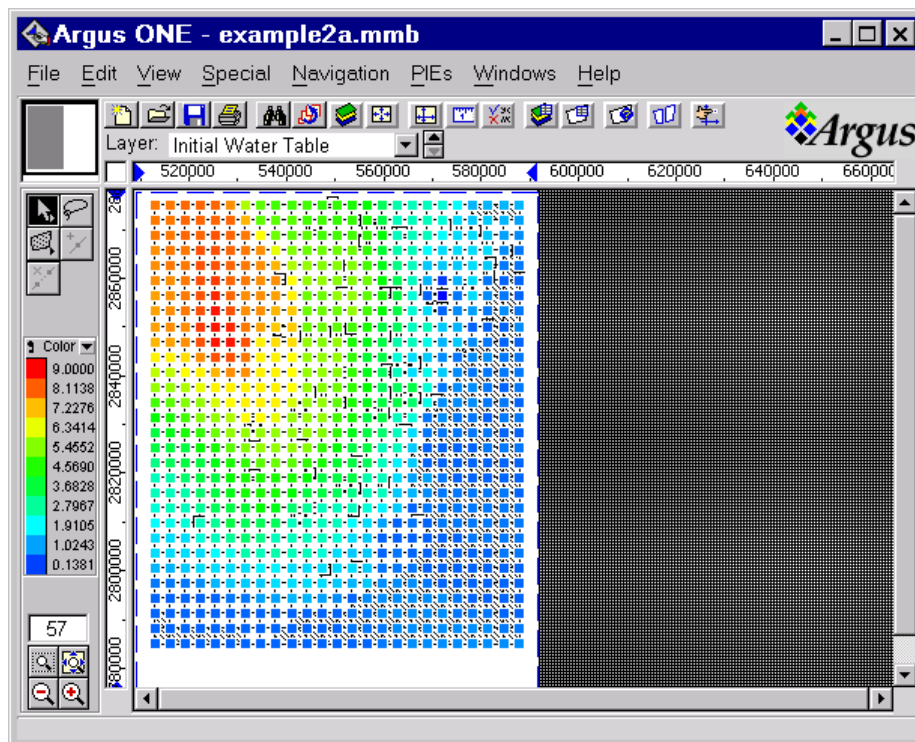 Argus ONE - example2a.mmb
File Edit View Special Navigation PIEs Windows Help
Layer: Initial Water Table
Argus
520000 540000 560000 580000 600000 620000 640000 660000
2860000
2840000
2820000
2800000
Color
9.0000
8.1138
7.2276
6.3414
5.4552
4.5690
3.6828
2.7967
1.9105
1.0243
0.1381
57